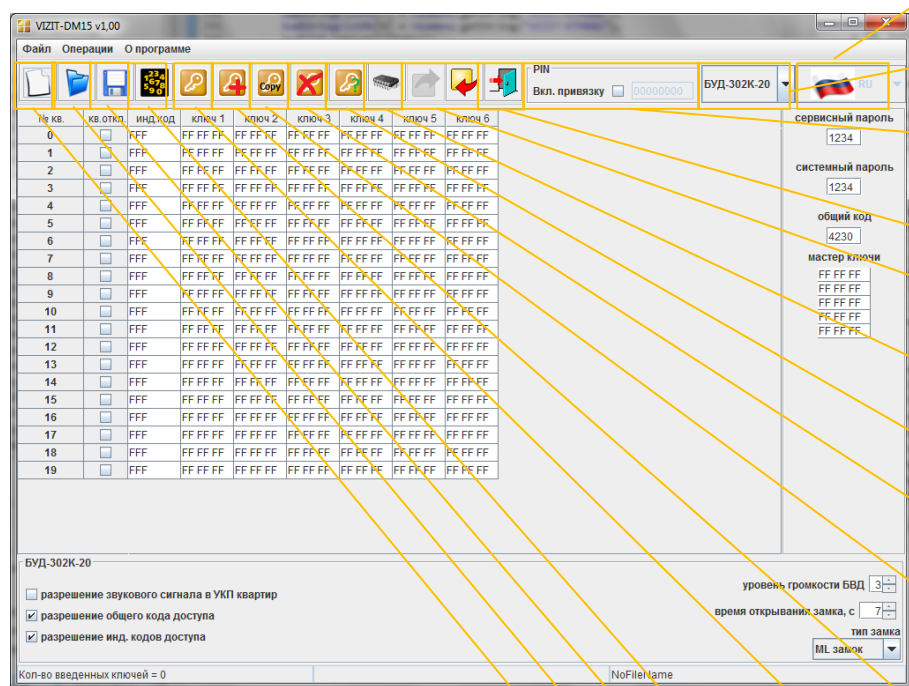 VIZIT-DM15 v1,00
Файл Операции О программе
PIN
Вкл. привязку 00000000
БУД-302К-20
RU
Copy
№ кв. кв.откл. инд.код ключ 1 ключ 2 ключ 3 ключ 4 ключ 5 ключ 6
0 FFF FF FF FF FF FF FF FF FF FF FF FF FF FF FF FF FF FF FF
1 FFF FF FF FF FF FF FF FF FF FF FF FF FF FF FF FF FF FF FF
2 FFF FF FF FF FF FF FF FF FF FF FF FF FF FF FF FF FF FF FF
3 FFF FF FF FF FF FF FF FF FF FF FF FF FF FF FF FF FF FF FF
4 FFF FF FF FF FF FF FF FF FF FF FF FF FF FF FF FF FF FF FF
5 FFF FF FF FF FF FF FF FF FF FF FF FF FF FF FF FF FF FF FF
6 FFF FF FF FF FF FF FF FF FF FF FF FF FF FF FF FF FF FF FF
7 FFF FF FF FF FF FF FF FF FF FF FF FF FF FF FF FF FF FF FF
8 FFF FF FF FF FF FF FF FF FF FF FF FF FF FF FF FF FF FF FF
9 FFF FF FF FF FF FF FF FF FF FF FF FF FF FF FF FF FF FF FF
10 FFF FF FF FF FF FF FF FF FF FF FF FF FF FF FF FF FF FF FF
11 FFF FF FF FF FF FF FF FF FF FF FF FF FF FF FF FF FF FF FF
12 FFF FF FF FF FF FF FF FF FF FF FF FF FF FF FF FF FF FF FF
13 FFF FF FF FF FF FF FF FF FF FF FF FF FF FF FF FF FF FF FF
14 FFF FF FF FF FF FF FF FF FF FF FF FF FF FF FF FF FF FF FF
15 FFF FF FF FF FF FF FF FF FF FF FF FF FF FF FF FF FF FF FF
16 FFF FF FF FF FF FF FF FF FF FF FF FF FF FF FF FF FF FF FF
17 FFF FF FF FF FF FF FF FF FF FF FF FF FF FF FF FF FF FF FF
18 FFF FF FF FF FF FF FF FF FF FF FF FF FF FF FF FF FF FF FF
19 FFF FF FF FF FF FF FF FF FF FF FF FF FF FF FF FF FF FF FF
сервисный пароль
1234
системный пароль
1234
общий код
4230
мастер ключи
FF FF FF
FF FF FF
FF FF FF
FF FF FF
FF FF FF
БУД-302К-20
разрешение звукового сигнала в УКП квартир
разрешение общего кода доступа
разрешение инд. кодов доступа
уровень громкости БВД 3
время открывания замка, с 7
тип замка
ML замок
Кол-во введенных ключей = 0
NoFileName